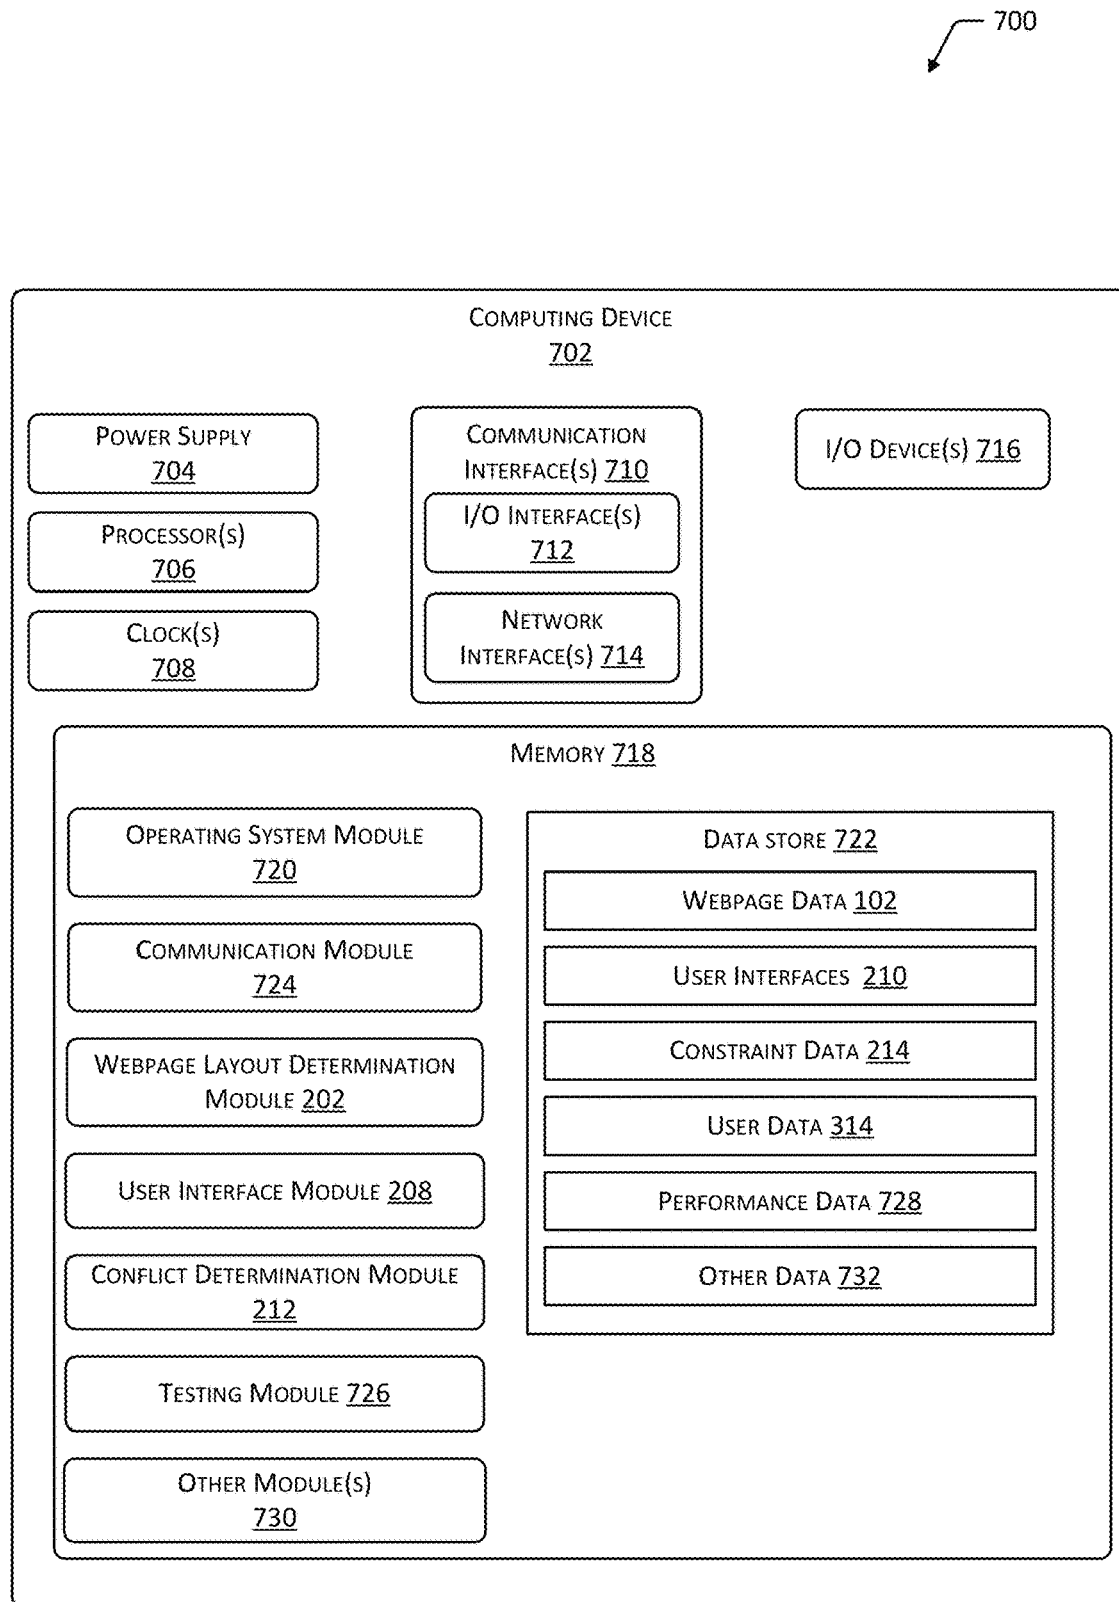 700
COMPUTING DEVICE
702
POWER SUPPLY
704
PROCESSOR(S)
706
CLOCK(S)
708
COMMUNICATION
INTERFACE(S) 710
I/O INTERFACE(S)
712
NETWORK
INTERFACE(S) 714
I/O DEVICE(S) 716
MEMORY 718
OPERATING SYSTEM MODULE
720
COMMUNICATION MODULE
724
WEBPAGE LAYOUT DETERMINATION
MODULE 202
USER INTERFACE MODULE 208
CONFLICT DETERMINATION MODULE
212
TESTING MODULE 726
OTHER MODULE(S)
730
DATA STORE 722
WEBPAGE DATA 102
USER INTERFACES 210
CONSTRAINT DATA 214
USER DATA 314
PERFORMANCE DATA 728
OTHER DATA 732